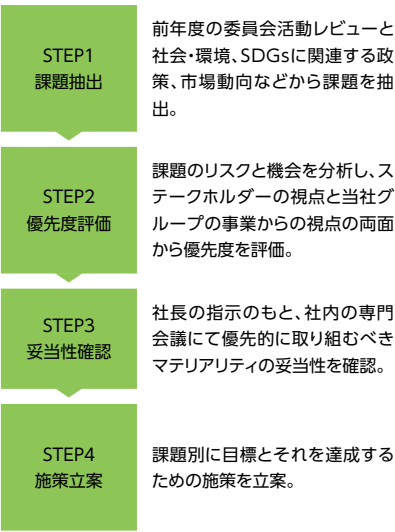 STEP1
課題抽出
前年度の委員会活動レビューと
社会・環境、SDGsに関連する政
策、市場動向などから課題を抽
出。
STEP2
優先度評価
課題のリスクと機会を分析し、ス
テークホルダーの視点と当社グ
ループの事業からの視点の両面
から優先度を評価。
STEP3
妥当性確認
社長の指示のもと、社内の専門
会議にて優先的に取り組むべき
マテリアリティの妥当性を確認。
STEP4
施策立案
課題別に目標とそれを達成する
ための施策を立案。